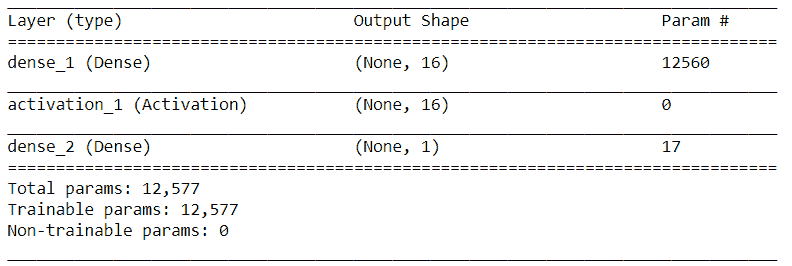 Layer (type) Output Shape Param #
dense_1 (Dense) (None, 16) 12560
activation_1 (Activation) (None, 16) 0
dense_2 (Dense) (None, 1) 17
Total params: 12,577
Trainable params: 12,577
Non-trainable params: 0